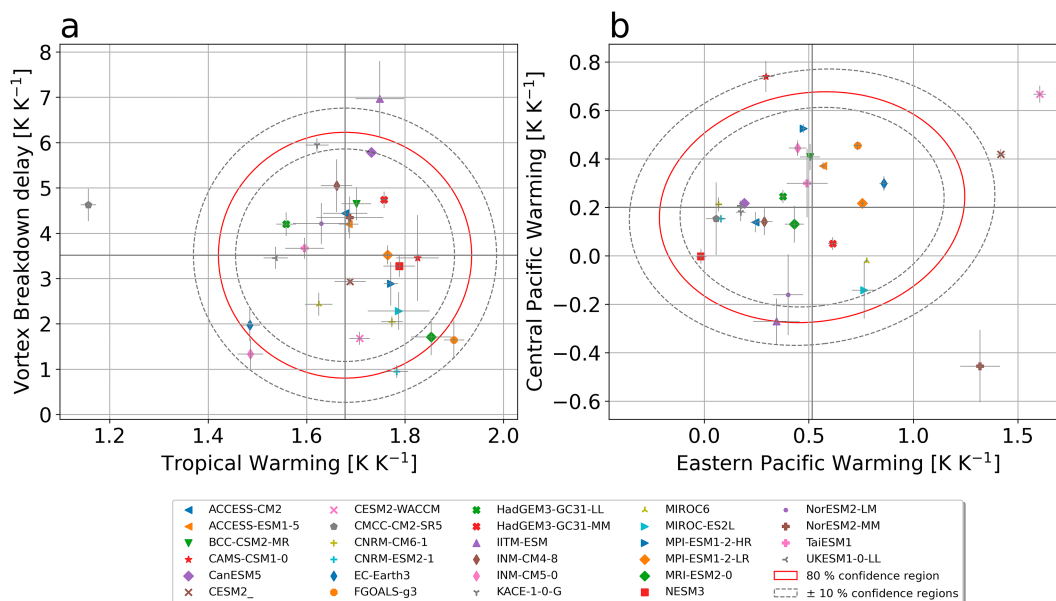 a
b
8
7
6
5
4
3
2
1
0
Vortex Breakdown delay [K K⁻¹]
1.2
1.4
1.6
1.8
2.0
Tropical Warming [K K⁻¹]
0.8
0.6
0.4
0.2
0.0
−0.2
−0.4
−0.6
Central Pacific Warming [K K⁻¹]
0.0
0.5
1.0
1.5
Eastern Pacific Warming [K K⁻¹]
ACCESS-CM2
ACCESS-ESM1-5
BCC-CSM2-MR
CAMS-CSM1-0
CanESM5
CESM2_
CESM2-WACCM
CMCC-CM2-SR5
CNRM-CM6-1
CNRM-ESM2-1
EC-Earth3
FGOALS-g3
HadGEM3-GC31-LL
HadGEM3-GC31-MM
IITM-ESM
INM-CM4-8
INM-CM5-0
KACE-1-0-G
MIROC6
MIROC-ES2L
MPI-ESM1-2-HR
MPI-ESM1-2-LR
MRI-ESM2-0
NESM3
NorESM2-LM
NorESM2-MM
TaiESM1
UKESM1-0-LL
80 % confidence region
± 10 % confidence regions